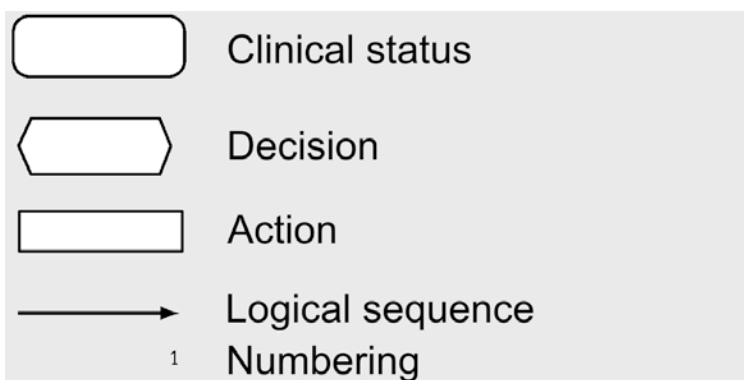 Clinical status
Decision
Action
Logical sequence
1 Numbering